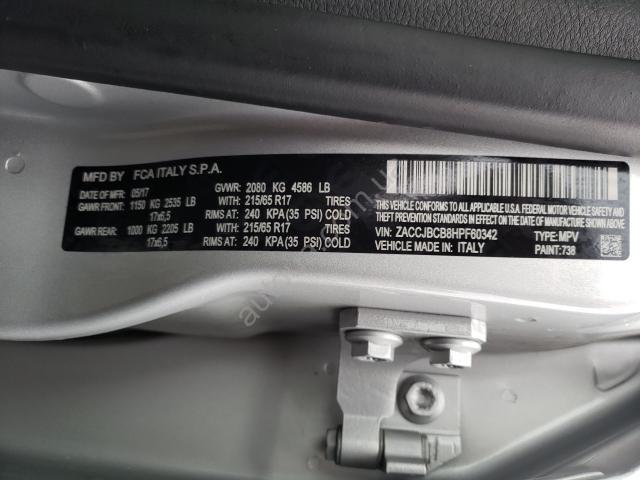 MFD BY FCA ITALY S.P.A.
DATE OF MFR 05/17 GVWR: 2080 KG 4586 LB
GAWR FRONT: 1150 KG 2535 LB WITH: 215/65 R17 TIRES
17x6,5 RIMS AT: 240 KPA(35 PSI) COLD
GAWR REAR: 1000 KG 2205 LB WITH: 215/65 R17 TIRES
17x6,5 RIMS AT: 240 KPA(35 PSI) COLD
THIS VEHICLE CONFORMS TO ALL APPLICABLE U.S.A. FEDERAL MOTOR VEHICLE SAFETY AND
THEFT PREVENTION STANDARDS IN EFFECT ON THE DATE OF MANUFACTURE SHOWN ABOVE.
VIN: ZACCJBCB8HPF60342 TYPE: MPV
VEHICLE MADE IN: ITALY PAINT: 738